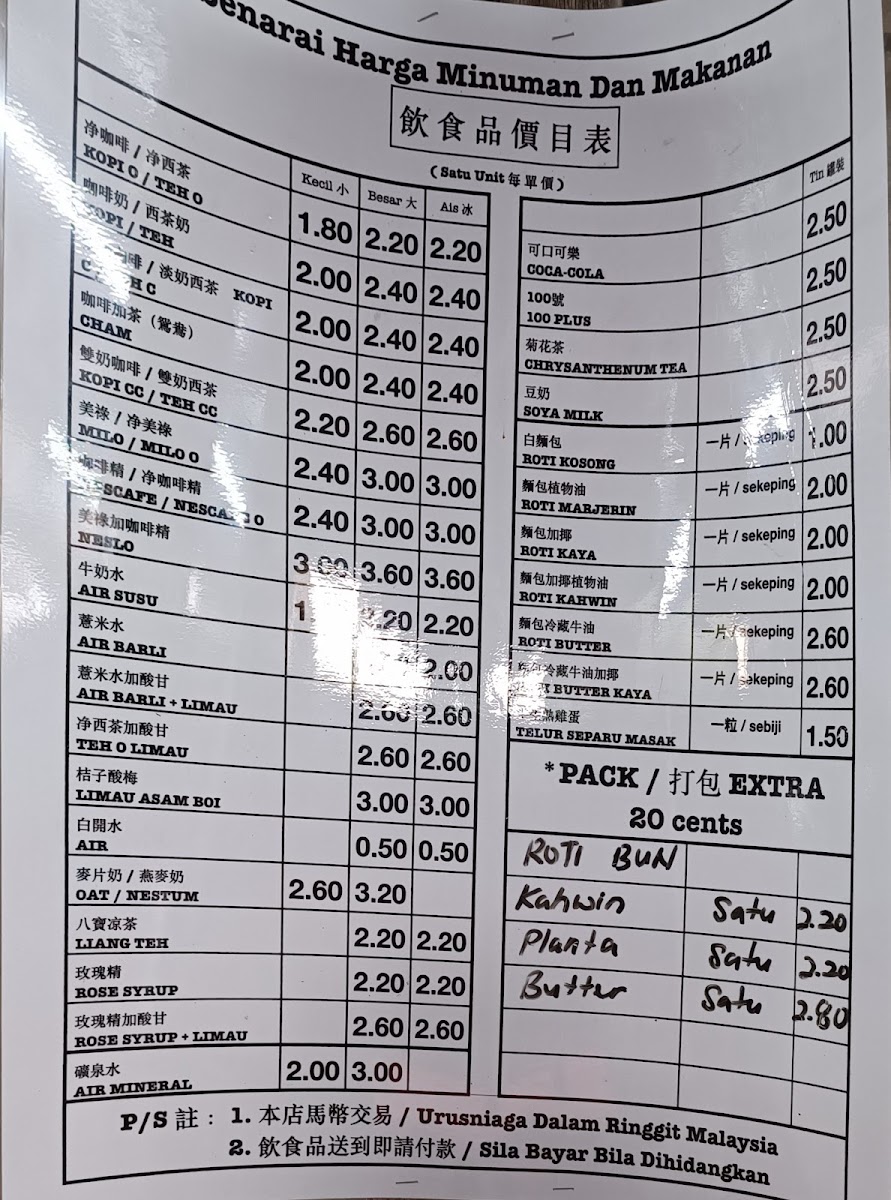 Harga Minuman Dan Makanan
飲食品價目表
(Satu Unit 每單價)
Kecil 小 Besar 大 Ais 冰
净咖啡 / 净西茶
KOPI O / TEH O 1.80 2.20 2.20
咖啡奶 / 西茶奶
KOPI / TEH 2.00 2.40 2.40
/ 淡奶西茶 KOPI
2.00 2.40 2.40
咖啡加茶 (鴛鴦)
CHAM 2.00 2.40 2.40
雙奶咖啡 / 雙奶西茶
KOPI CC / TEH CC 2.20 2.60 2.60
美祿 / 净美祿
MILO / MILO O 2.40 3.00 3.00
咖啡精 / 净咖啡精
NESCAFE / NESCAFE O 2.40 3.00 3.00
美祿加咖啡精
NESLO 3.60 3.60
牛奶水
AIR SUSU 2.20 2.20
薏米水
AIR BARLI 2.00
薏米水加酸甘
AIR BARLI + LIMAU 2.60 2.60
净西茶加酸甘
TEH O LIMAU 2.60 2.60
桔子酸梅
LIMAU ASAM BOI 3.00 3.00
白開水
AIR 0.50 0.50
麥片奶 / 燕麥奶
OAT / NESTUM 2.60 3.20
八寶凉茶
LIANG TEH 2.20 2.20
玫瑰精
ROSE SYRUP 2.20 2.20
玫瑰精加酸甘
ROSE SYRUP + LIMAU 2.60 2.60
礦泉水
AIR MINERAL 2.00 3.00
Tin 罐裝
可口可樂
COCA-COLA 2.50
100號
100 PLUS 2.50
菊花茶
CHRYSANTHENUM TEA 2.50
豆奶
SOYA MILK 2.50
白麵包
ROTI KOSONG 一片 / 1.00
麵包植物油
ROTI MARJERIN 一片 / sekeping 2.00
麵包加椰
ROTI KAYA 一片 / sekeping 2.00
麵包加椰植物油
ROTI KAHWIN 一片 / sekeping 2.00
麵包冷藏牛油
ROTI BUTTER 一片 / sekeping 2.60
麵包冷藏牛油加椰
ROTI BUTTER KAYA 一片 / sekeping 2.60
熟雞蛋
TELUR SEPARU MASAK 一粒 / sebiji 1.50
*PACK / 打包 EXTRA
20 cents
ROTI BUN
Kahwin Satu 2.20
Planta Satu 2.20
Butter Satu 2.80
P/S 註 : 1. 本店馬幣交易 / Urusniaga Dalam Ringgit Malaysia
2. 飲食品送到即請付款 / Sila Bayar Bila Dihidangkan